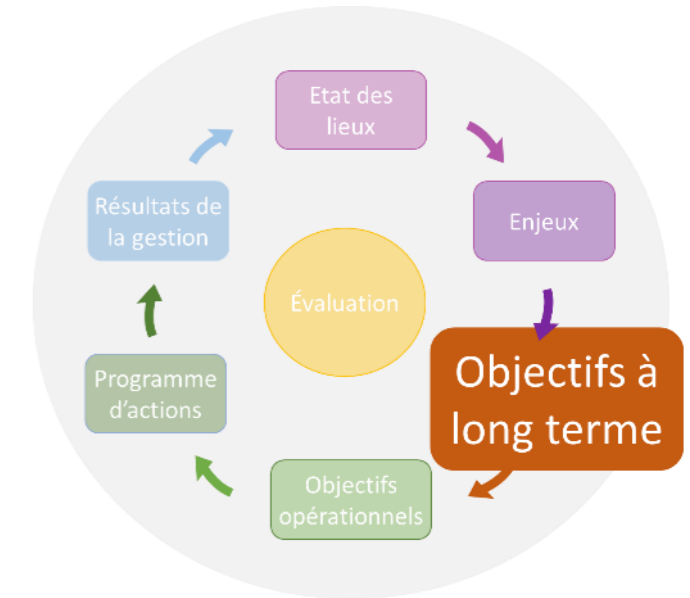 Etat des
lieux
Enjeux
Objectifs à
long terme
Objectifs
opérationnels
Programme
d'actions
Résultats de
la gestion
Évaluation